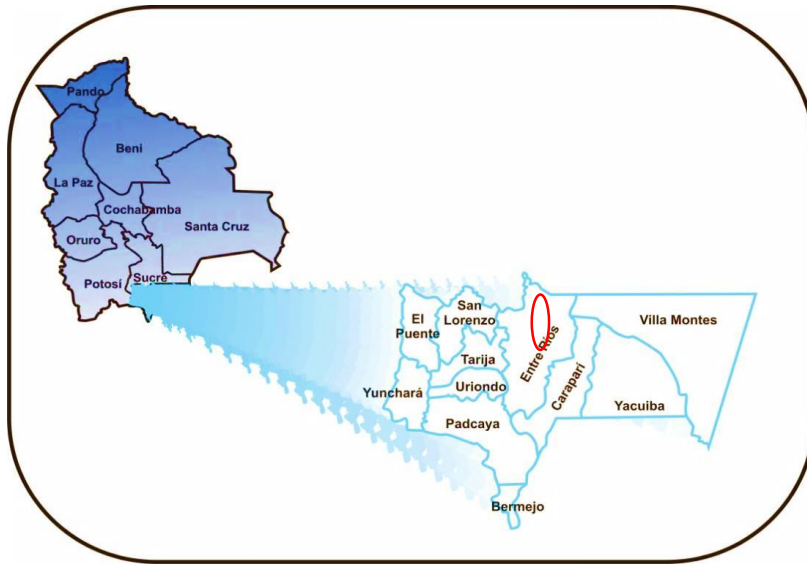 Pando
Beni
La Paz
Cochabamba
Santa Cruz
Oruro
Potosí
Sucre
El
Puente
San
Lorenzo
Villa Montes
Entre Rios
Tarija
Carapari
Yunchará
Uriondo
Yacuiba
Padcaya
Bermejo